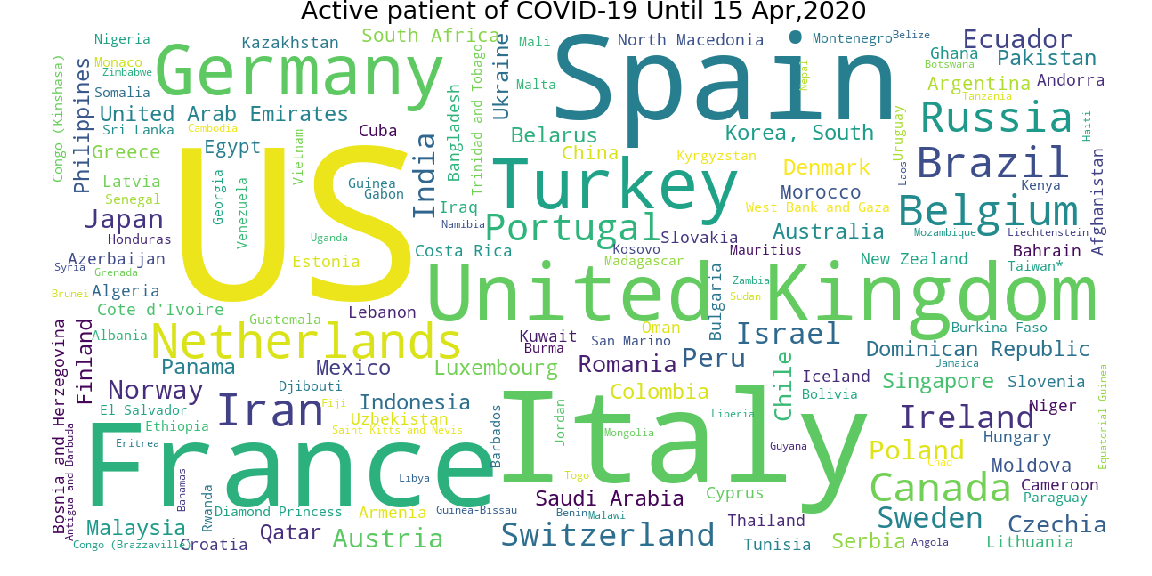 Active patient of COVID-19 Until 15 Apr,2020
Nigeria
Kazakhstan
South Africa
Mali
North Macedonia
Montenegro
Belize
Ecuador
Monaco
Zimbabwe
Germany
Ukraine
Spain
Ghana
Pakistan
Botswana
Congo (Kinshasa)
Philippines
Somalia
Trinidad and Tobago
Malta
Nepal
Argentina
Andorra
Tanzania
United Arab Emirates
Bangladesh
Sri Lanka
Cambodia
Cuba
Belarus
Korea, South
Uruguay
Russia
Haiti
Greece
Egypt
Vietnam
India
China
Kyrgyzstan
Denmark
Laos
Brazil
Latvia
Senegal
US
Georgia
Venezuela
Guinea
Gabon
Turkey
Morocco
Kenya
Afghanistan
Japan
Iraq
West Bank and Gaza
Belgium
Honduras
Uganda
Namibia
Portugal
Slovakia
Australia
Mozambique
Liechtenstein
Azerbaijan
Syria
Grenada
Estonia
Costa Rica
Kosovo
Madagascar
Mauritius
New Zealand
Bahrain
Taiwan*
Brunei
Algeria
United Kingdom
Bulgaria
Zambia
Sudan
Cote d'Ivoire
Guatemala
Lebanon
Albania
Netherlands
Kuwait
Burma
Oman
San Marino
Israel
Burkina Faso
Bosnia and Herzegovina
Finland
Panama
Mexico
Luxembourg
Romania
Peru
Dominican Republic
Jamaica
Norway
Djibouti
Indonesia
Colombia
Chile
Iceland
Bolivia
Singapore
Slovenia
Equatorial Guinea
El Salvador
Iran
Fiji
Uzbekistan
Barbados
Italy
Jordan
Liberia
Ireland
Niger
Ethiopia
Saint Kitts and Nevis
Mongolia
Antigua and Barbuda
Eritrea
France
Guyana
Poland
Hungary
Chad
Bahamas
Libya
Togo
Moldova
Rwanda
Saudi Arabia
Cyprus
Canada
Cameroon
Paraguay
Diamond Princess
Armenia
Guinea-Bissau
Benin
Malawi
Malaysia
Qatar
Austria
Switzerland
Thailand
Sweden
Czechia
Congo (Brazzaville)
Croatia
Tunisia
Serbia
Angola
Lithuania